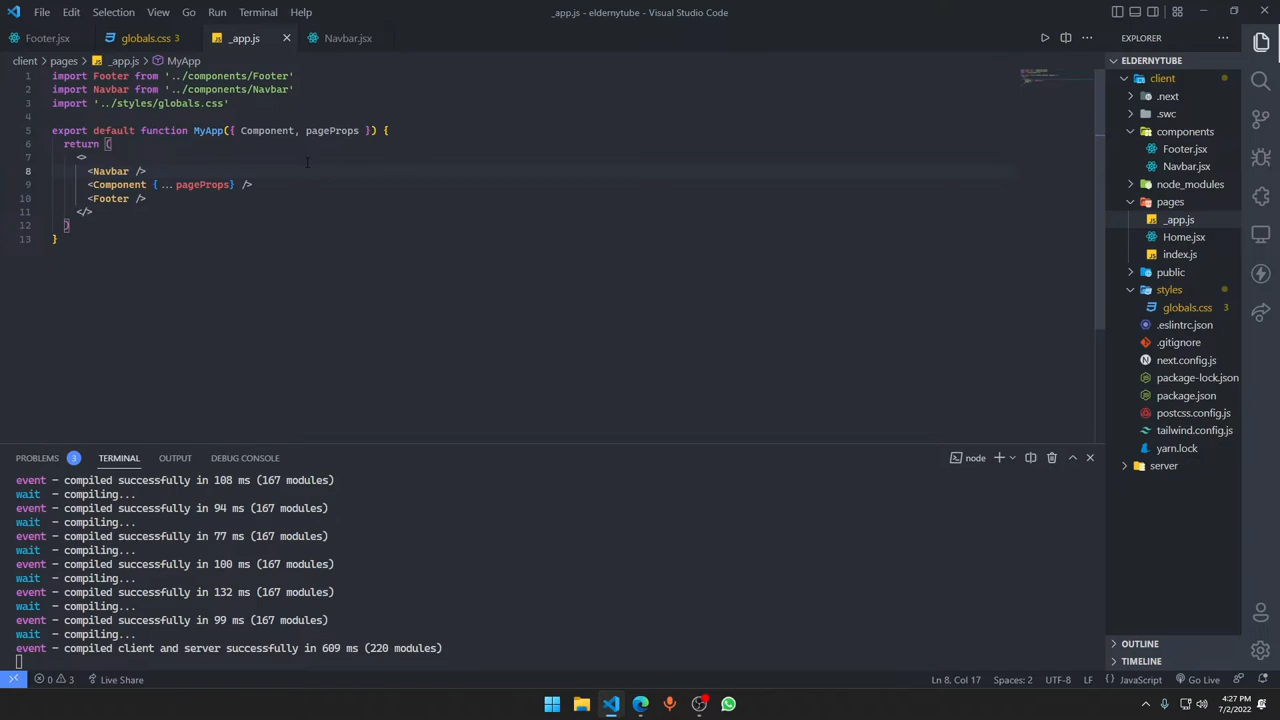 File Edit Selection View Go Run Terminal Help
_app.js - eldernytube - Visual Studio Code
Footer.jsx globals.css 3 _app.js Navbar.jsx
client pages _app.js MyApp
1 import Footer from '../components/Footer'
2 import Navbar from '../components/Navbar'
3 import '../styles/globals.css'
4
5 export default function MyApp({ Component, pageProps }) {
6 return (
7 <>
8 <Navbar />
9 <Component {...pageProps} />
10 <Footer />
11 </>
12 )
13 }
EXPLORER
ELDERNYTUBE
client
.next
.swc
components
Footer.jsx
Navbar.jsx
node_modules
pages
_app.js
Home.jsx
index.js
public
styles
globals.css 3
.eslintrc.json
.gitignore
next.config.js
package-lock.json
package.json
postcss.config.js
tailwind.config.js
yarn.lock
server
OUTLINE
TIMELINE
PROBLEMS 3 TERMINAL OUTPUT DEBUG CONSOLE
node
event - compiled successfully in 108 ms (167 modules)
wait - compiling...
event - compiled successfully in 94 ms (167 modules)
wait - compiling...
event - compiled successfully in 77 ms (167 modules)
wait - compiling...
event - compiled successfully in 100 ms (167 modules)
wait - compiling...
event - compiled successfully in 132 ms (167 modules)
wait - compiling...
event - compiled successfully in 99 ms (167 modules)
wait - compiling...
event - compiled client and server successfully in 609 ms (220 modules)
0 3 Live Share
Ln 8, Col 17 Spaces: 2 UTF-8 LF {} JavaScript Go Live
4:27 PM
7/2/2022